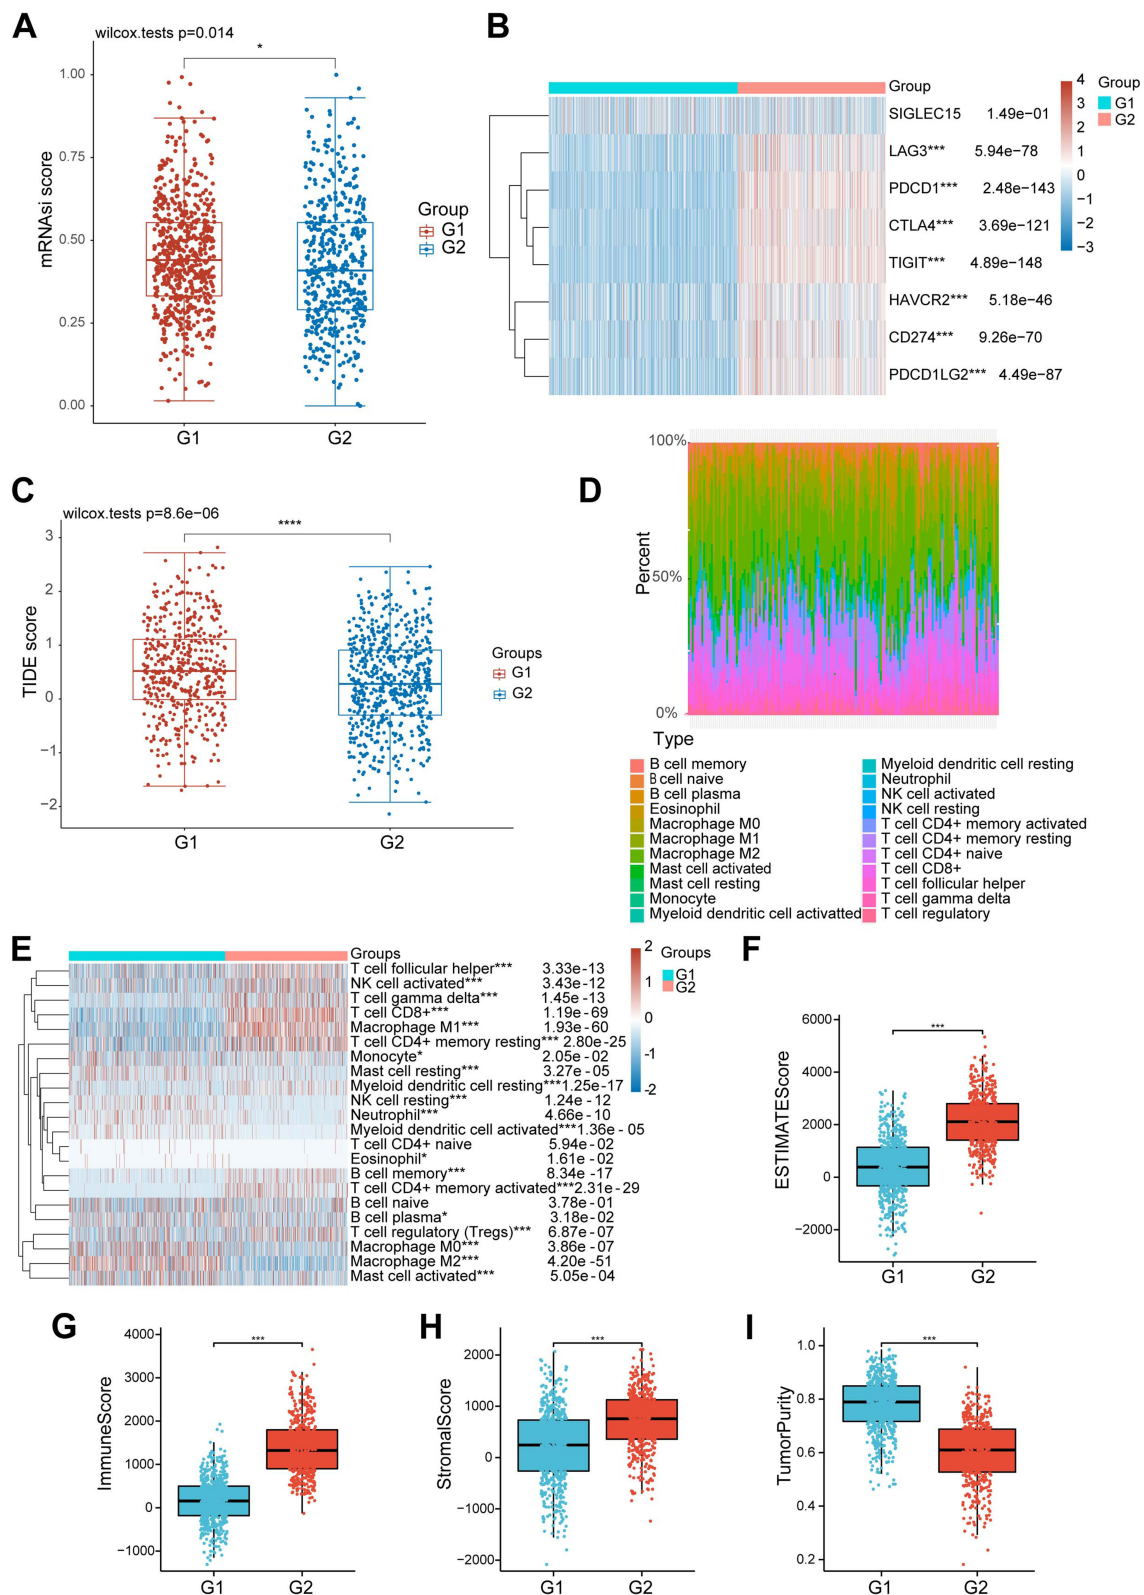 A
wilcox.tests p=0.014
*
mRNAsi score
1.00
0.75
0.50
0.25
0.00
G1
G2
Group
G1
G2
B
Group
SIGLEC15 1.49e−01
LAG3*** 5.94e−78
PDCD1*** 2.48e−143
CTLA4*** 3.69e−121
TIGIT*** 4.89e−148
HAVCR2*** 5.18e−46
CD274*** 9.26e−70
PDCD1LG2*** 4.49e−87
4
3
2
1
0
−1
−2
−3
Group
G1
G2
C
wilcox.tests p=8.6e−06
****
TIDE score
3
2
1
0
−1
−2
G1
G2
Groups
G1
G2
D
Percent
100%
50%
0%
Type
B cell memory
B cell naive
B cell plasma
Eosinophil
Macrophage M0
Macrophage M1
Macrophage M2
Mast cell activated
Mast cell resting
Monocyte
Myeloid dendritic cell activatted
Myeloid dendritic cell resting
Neutrophil
NK cell activated
NK cell resting
T cell CD4+ memory activated
T cell CD4+ memory resting
T cell CD4+ naive
T cell CD8+
T cell follicular helper
T cell gamma delta
T cell regulatory
E
Groups
T cell follicular helper*** 3.33e-13
NK cell activated*** 3.43e-12
T cell gamma delta*** 1.45e-13
T cell CD8+*** 1.19e-69
Macrophage M1*** 1.93e-60
T cell CD4+ memory resting*** 2.80e-25
Monocyte* 2.05e-02
Mast cell resting*** 3.27e-05
Myeloid dendritic cell resting***1.25e-17
NK cell resting*** 1.24e-12
Neutrophil*** 4.66e-10
Myeloid dendritic cell activated***1.36e-05
T cell CD4+ naive 5.94e-02
Eosinophil* 1.61e-02
B cell memory*** 8.34e-17
T cell CD4+ memory activated***2.31e-29
B cell naive 3.78e-01
B cell plasma* 3.18e-02
T cell regulatory (Tregs)*** 6.87e-07
Macrophage M0*** 3.86e-07
Macrophage M2*** 4.20e-51
Mast cell activated*** 5.05e-04
2
1
0
-1
-2
Groups
G1
G2
F
***
ESTIMATEScore
6000
4000
2000
0
−2000
G1
G2
G
***
ImmuneScore
4000
3000
2000
1000
0
−1000
G1
G2
H
***
StromalScore
2000
1000
0
−1000
−2000
G1
G2
I
***
TumorPurity
1.0
0.8
0.6
0.4
0.2
G1
G2